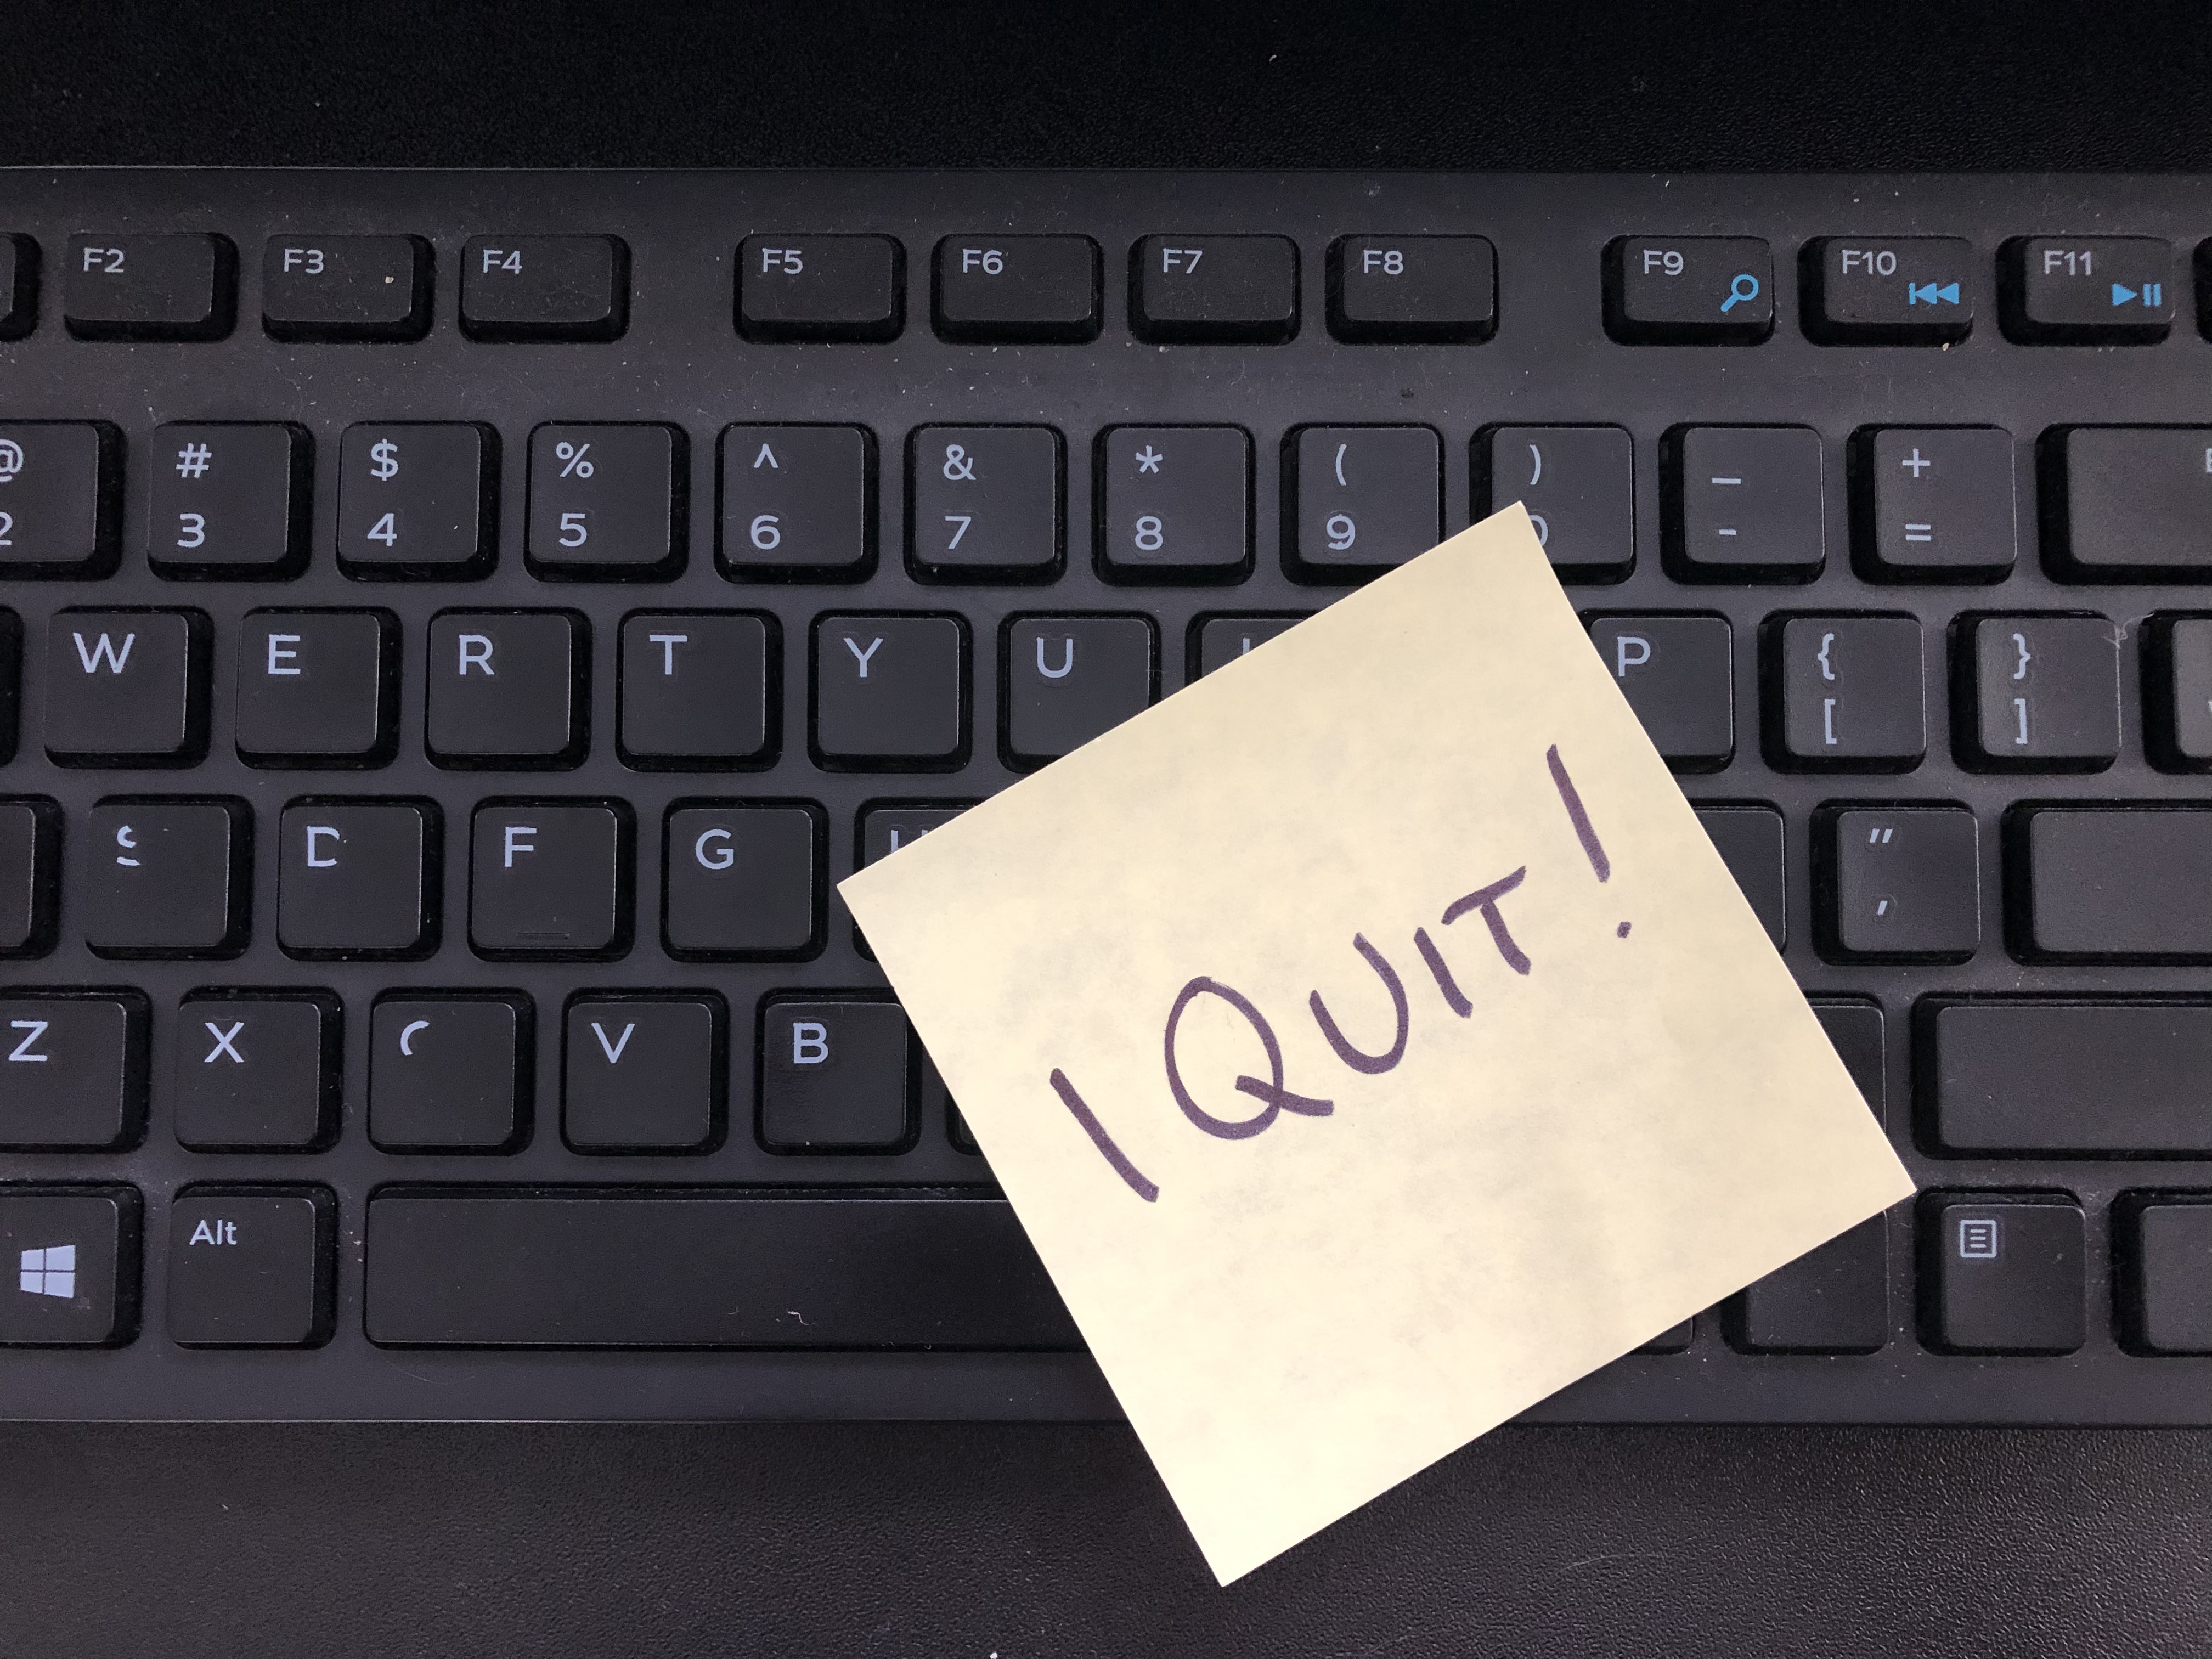 F2 F3 F4 F5 F6 F7 F8 F9 F10 F11
@ # $ % ^ & * ( ) _ +
2 3 4 5 6 7 8 9 - =
W E R T Y U P { }
[ ]
S D F G "
'
Z X C V B
Alt
I QUIT!